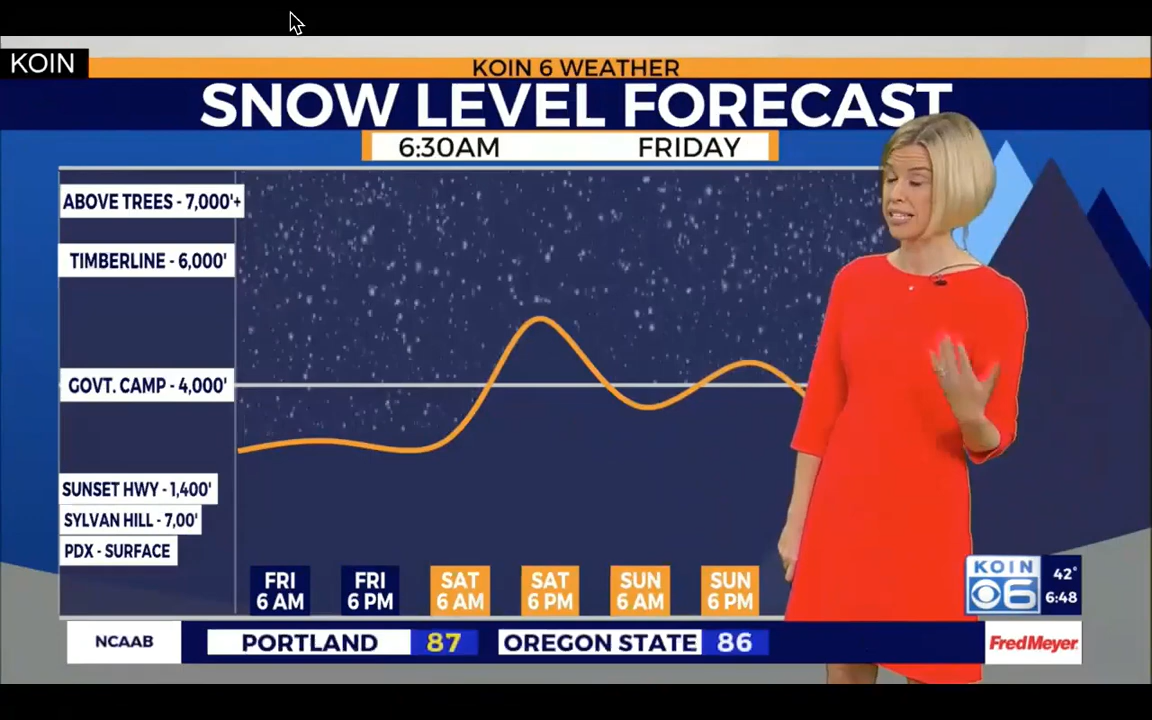 KOIN
KOIN 6 WEATHER
SNOW LEVEL FORECAST
6:30AM FRIDAY
ABOVE TREES - 7,000'+
TIMBERLINE - 6,000'
GOVT. CAMP - 4,000'
SUNSET HWY - 1,400'
SYLVAN HILL - 7,00'
PDX - SURFACE
FRI 6 AM
FRI 6 PM
SAT 6 AM
SAT 6 PM
SUN 6 AM
SUN 6 PM
KOIN 6
42°
6:48
NCAAB PORTLAND 87 OREGON STATE 86
Fred Meyer